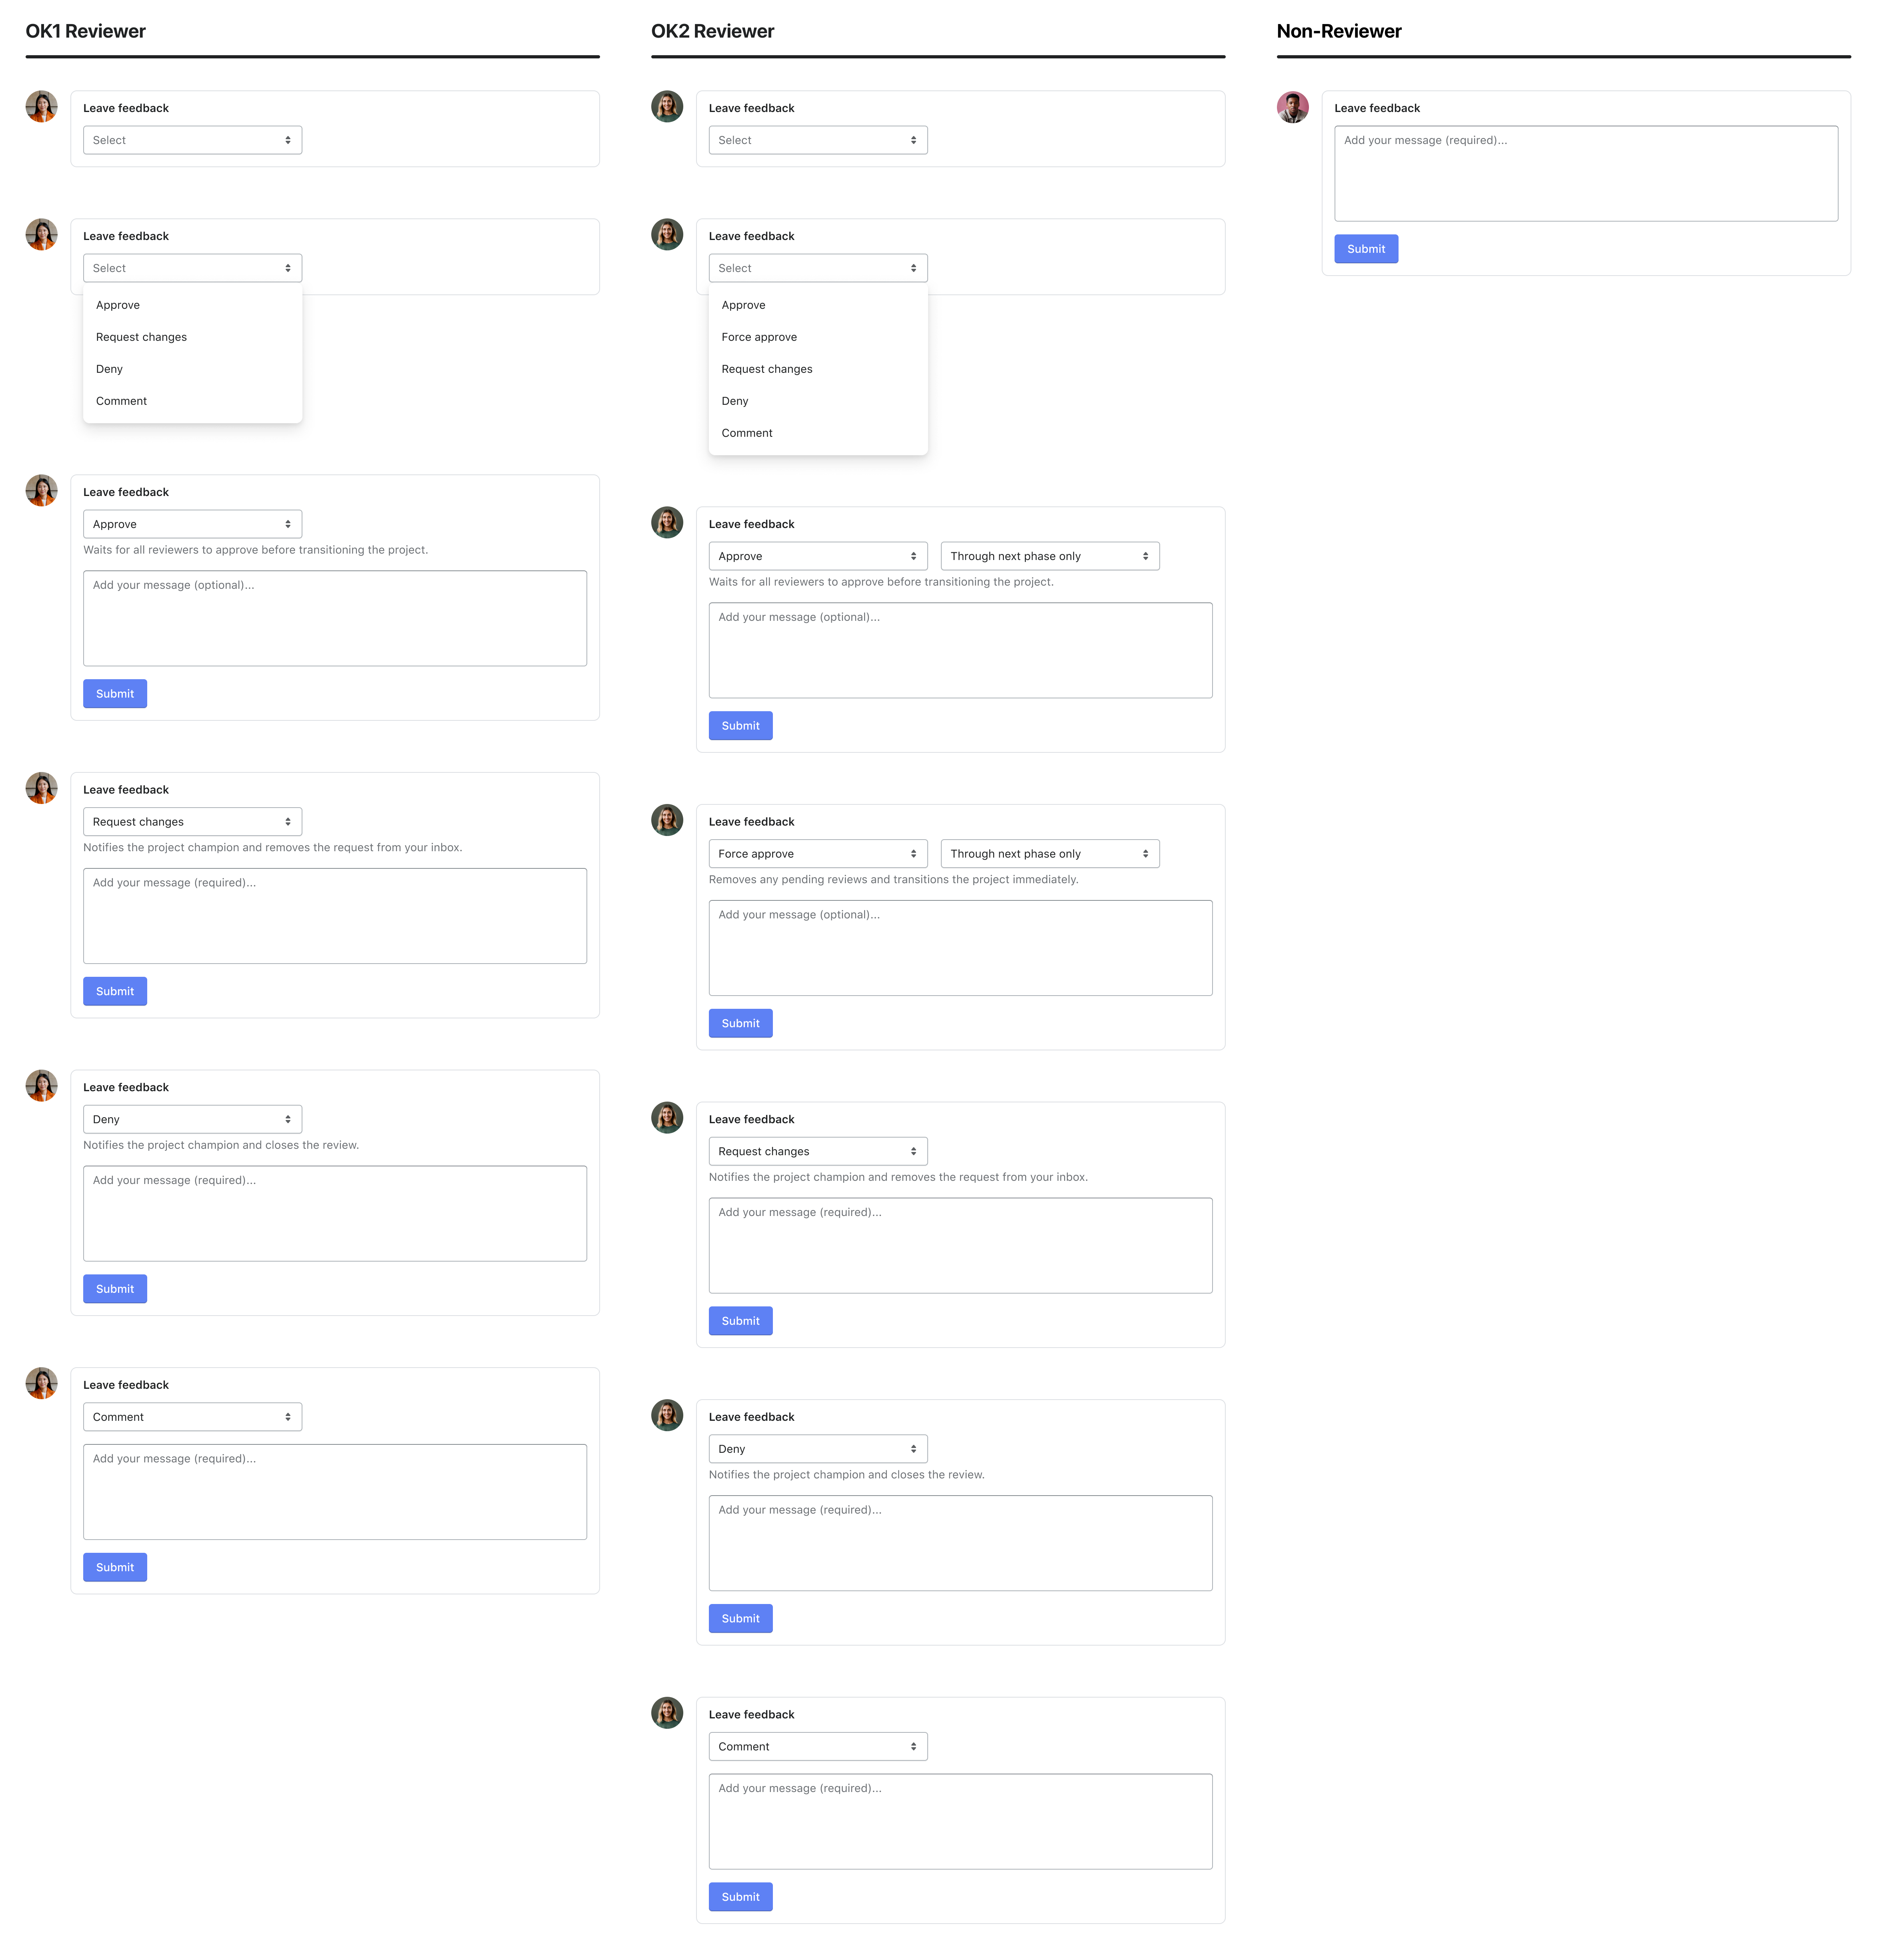 OK1 Reviewer
Leave feedback
Select
Leave feedback
Select
Approve
Request changes
Deny
Comment
Leave feedback
Approve
Waits for all reviewers to approve before transitioning the project.
Add your message (optional)...
Submit
Leave feedback
Request changes
Notifies the project champion and removes the request from your inbox.
Add your message (required)...
Submit
Leave feedback
Deny
Notifies the project champion and closes the review.
Add your message (required)...
Submit
Leave feedback
Comment
Add your message (required)...
Submit
OK2 Reviewer
Leave feedback
Select
Leave feedback
Select
Approve
Force approve
Request changes
Deny
Comment
Leave feedback
Approve
Through next phase only
Waits for all reviewers to approve before transitioning the project.
Add your message (optional)...
Submit
Leave feedback
Force approve
Through next phase only
Removes any pending reviews and transitions the project immediately.
Add your message (optional)...
Submit
Leave feedback
Request changes
Notifies the project champion and removes the request from your inbox.
Add your message (required)...
Submit
Leave feedback
Deny
Notifies the project champion and closes the review.
Add your message (required)...
Submit
Leave feedback
Comment
Add your message (required)...
Submit
Non-Reviewer
Leave feedback
Add your message (required)...
Submit